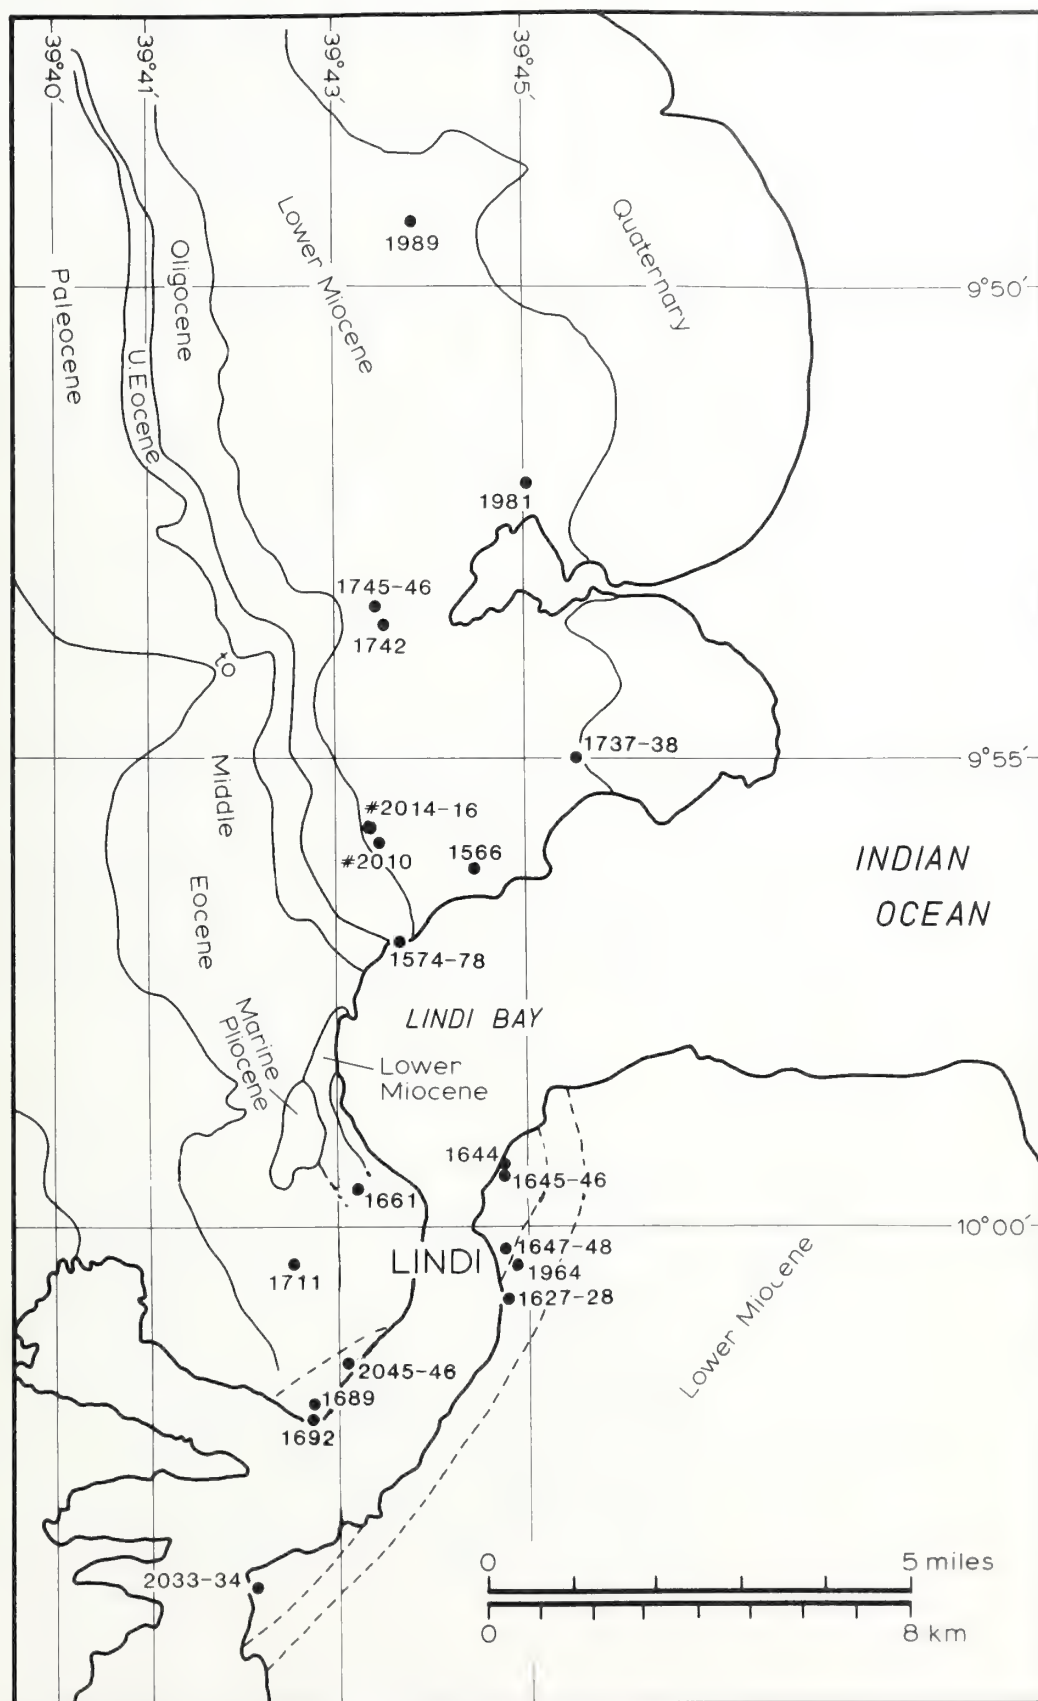 39°40'
39°41'
39°43'
39°45'
Lower Miocene
Quaternary
1989
Oligocene
Paleocene
9°50'
U. Eocene
1981
1745-46
1742
to
1737-38
9°55'
Middle
#2014-16
#2010
1566
INDIAN
OCEAN
Eocene
1574-78
LINDI BAY
Marine
Pliocene
Lower
Miocene
1644
1645-46
1661
10°00'
1647-48
LINDI
1964
1711
1627-28
Lower Miocene
2045-46
1689
1692
0
5 miles
2033-34
0
8 km